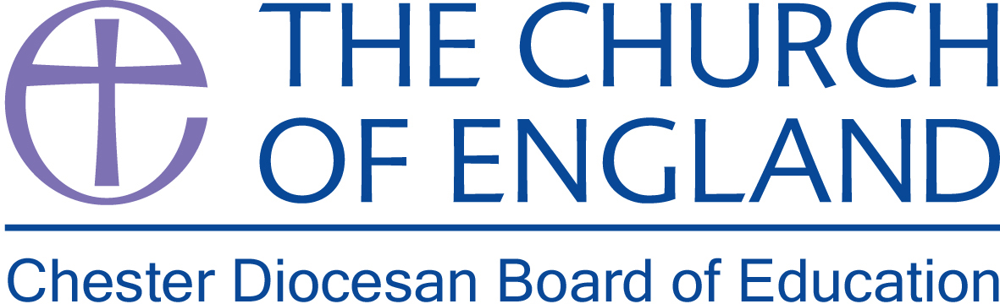 THE CHURCH
OF ENGLAND
Chester Diocesan Board of Education